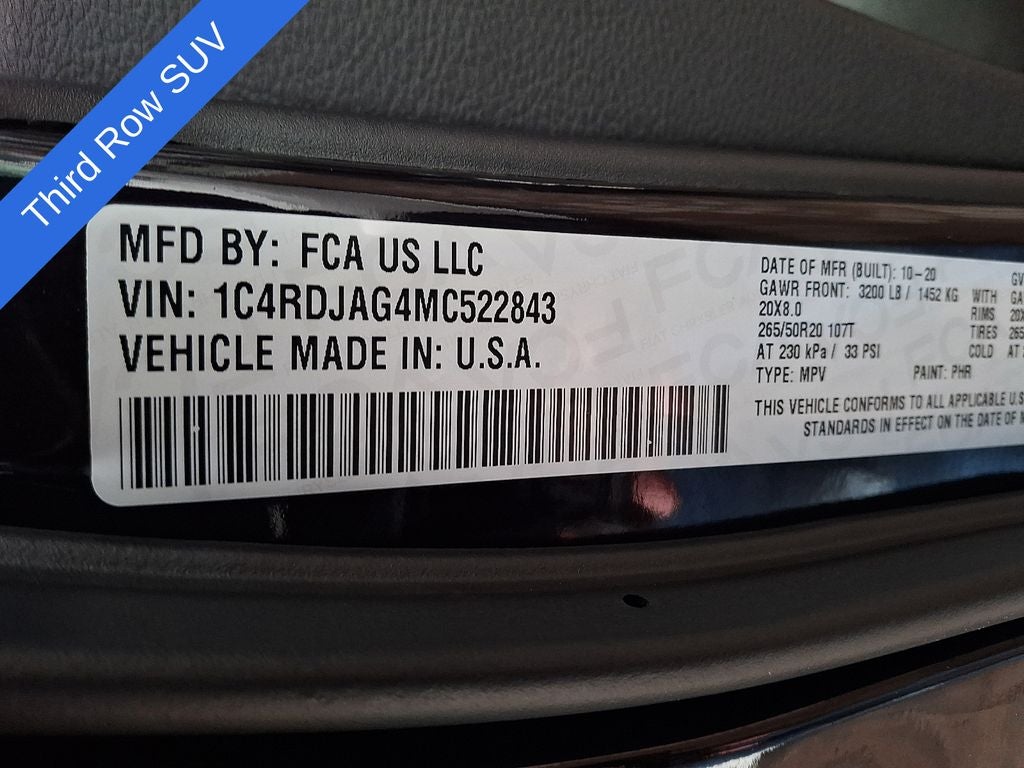 Third Row SUV
MFD BY: FCA US LLC
VIN: 1C4RDJAG4MC522843
VEHICLE MADE IN: U.S.A.
DATE OF MFR (BUILT): 10-20
GAWR FRONT: 3200 LB / 1452 KG WITH
20X8.0 RIMS
265/50R20 107T TIRES
AT 230 kPa / 33 PSI COLD
TYPE: MPV PAINT: PHR
THIS VEHICLE CONFORMS TO ALL APPLICABLE U.S
STANDARDS IN EFFECT ON THE DATE OF